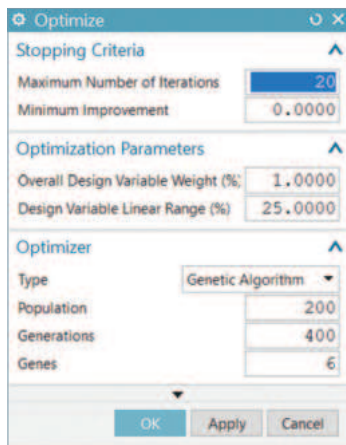 Optimize
Stopping Criteria
Maximum Number of Iterations 20
Minimum Improvement 0.0000
Optimization Parameters
Overall Design Variable Weight (%; 1.0000
Design Variable Linear Range (%) 25.0000
Optimizer
Type Genetic Algorithm
Population 200
Generations 400
Genes 6
OK Apply Cancel